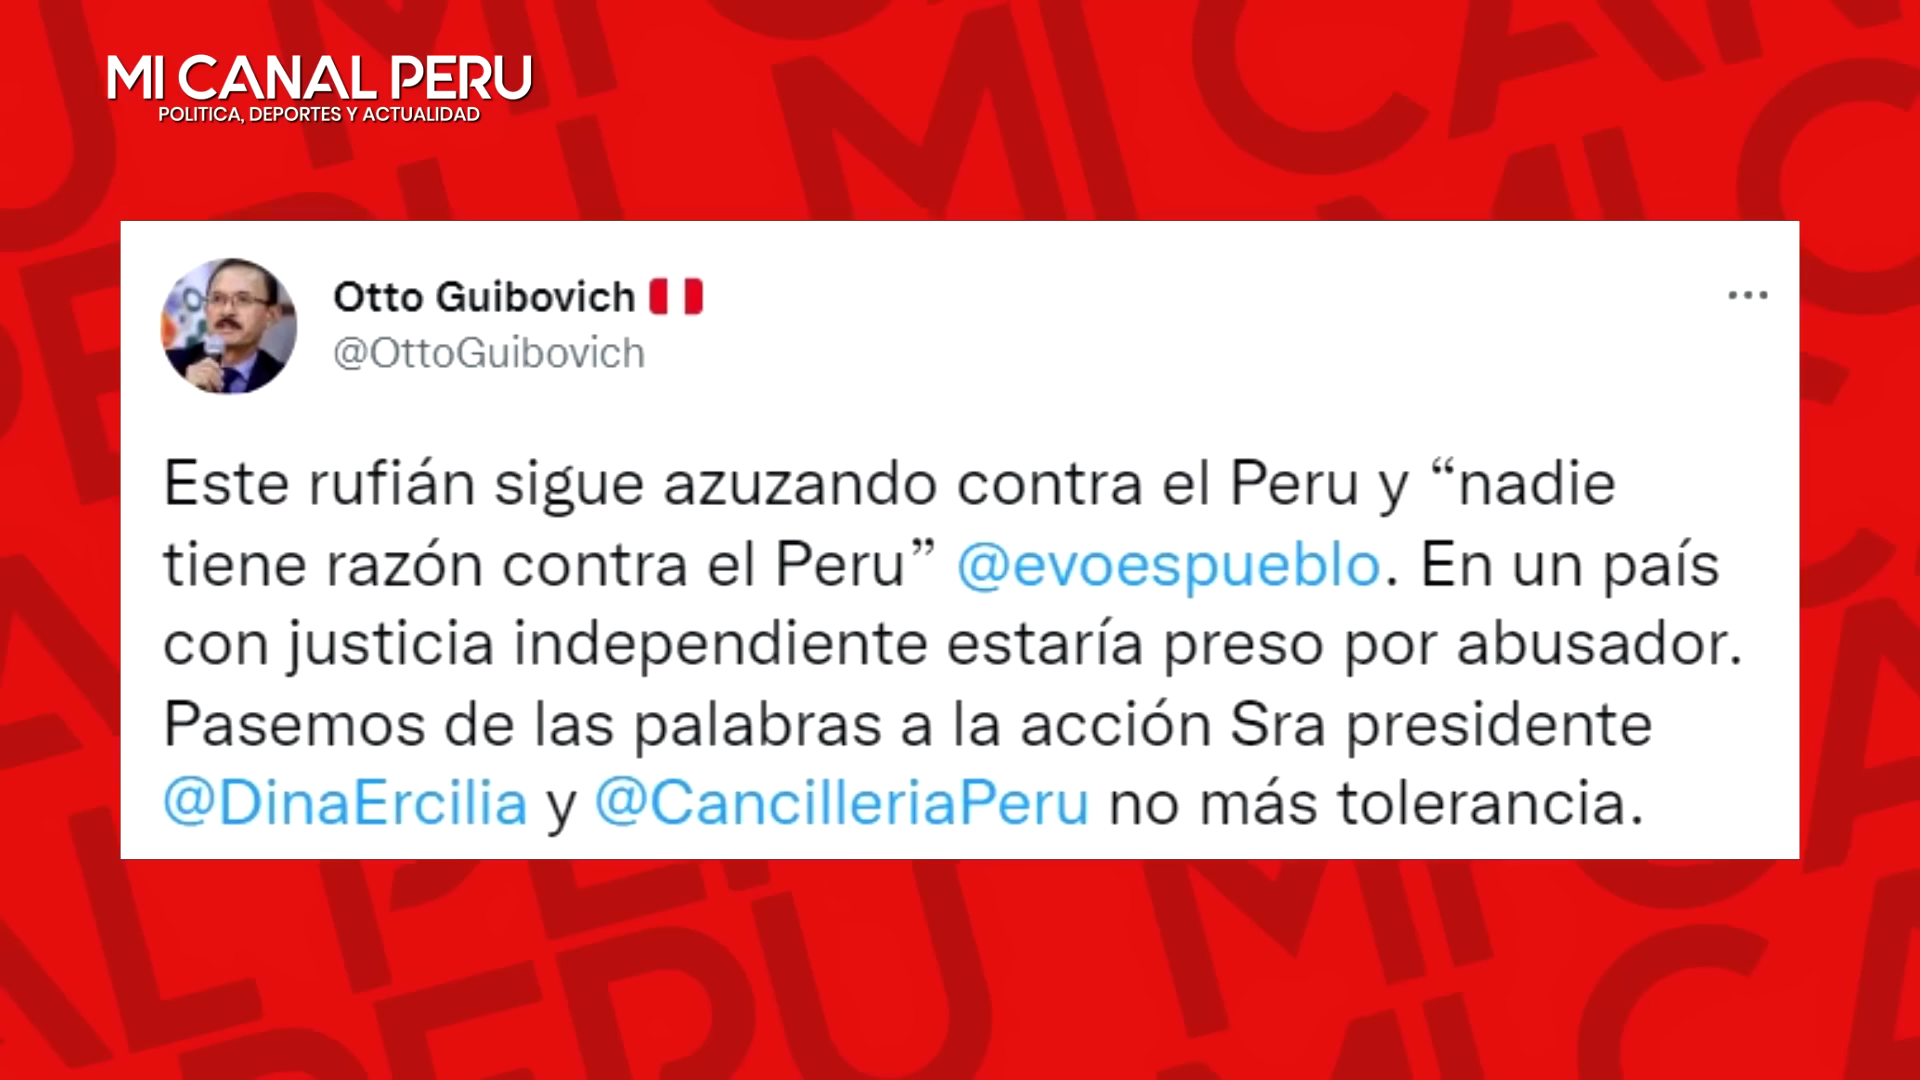 MI CANAL PERU
POLITICA, DEPORTES Y ACTUALIDAD
Otto Guibovich
@OttoGuibovich
Este rufián sigue azuzando contra el Peru y “nadie
tiene razón contra el Peru” @evoespueblo. En un país
con justicia independiente estaría preso por abusador.
Pasemos de las palabras a la acción Sra presidente
@DinaErcilia y @CancilleriaPeru no más tolerancia.